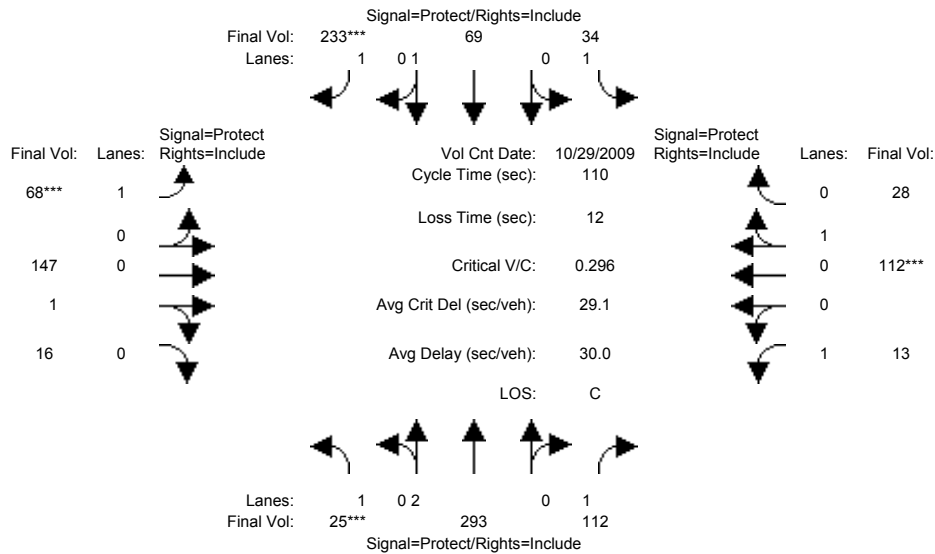 Signal=Protect/Rights=Include
Final Vol: 233*** 69 34
Lanes: 1 0 1 0 1
Signal=Protect
Final Vol: Lanes: Rights=Include
Vol Cnt Date: 10/29/2009
Signal=Protect
Rights=Include Lanes: Final Vol:
Cycle Time (sec): 110
68*** 1
0 28
Loss Time (sec): 12
0
1
147 0
Critical V/C: 0.296
0 112***
1 0
Avg Crit Del (sec/veh): 29.1
0
16 0
Avg Delay (sec/veh): 30.0
1 13
LOS: C
Lanes: 1 0 2 0 1
Final Vol: 25*** 293 112
Signal=Protect/Rights=Include